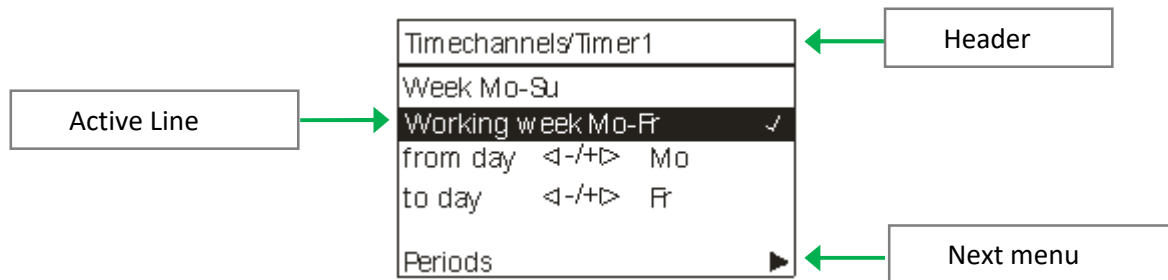 Timechannels/Timer1
Header
Week Mo-Su
Active Line
Working week Mo-Fr ✓
from day ◁-/+▷ Mo
to day ◁-/+▷ Fr
Periods ▶
Next menu